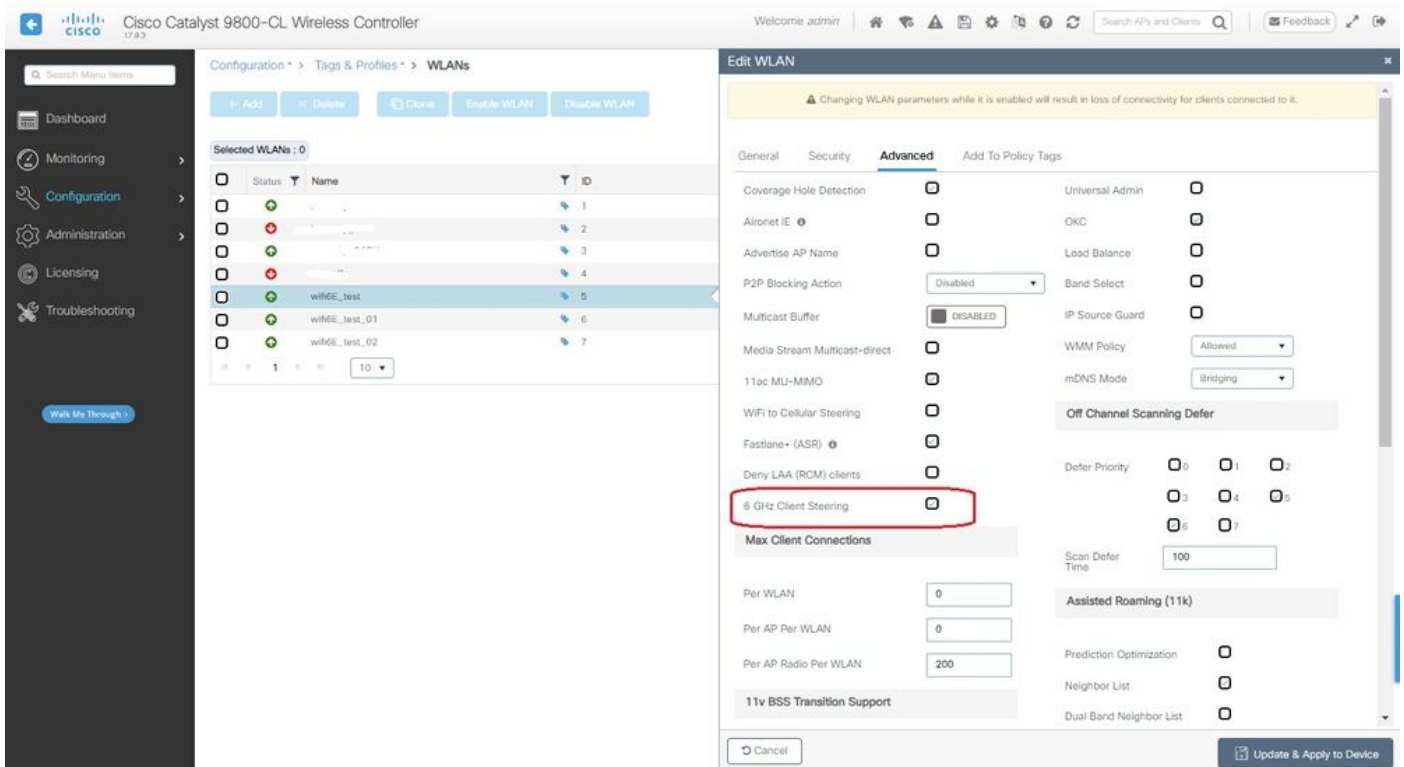 CISCO
Cisco Catalyst 9800-CL Wireless Controller
17.9.3
Welcome admin
Search APs and Clients
Feedback
Search Menu Items
Dashboard
Monitoring
Configuration
Administration
Licensing
Troubleshooting
Walk Me Through >
Configuration > Tags & Profiles > WLANs
+ Add
× Delete
Clone
Enable WLAN
Disable WLAN
Selected WLANs : 0
Status Name ID
1
2
3
4
wifi6E_test 5
wifi6E_test_01 6
wifi6E_test_02 7
1 10
Edit WLAN
Changing WLAN parameters while it is enabled will result in loss of connectivity for clients connected to it.
General Security Advanced Add To Policy Tags
Coverage Hole Detection
Aironet IE
Advertise AP Name
P2P Blocking Action Disabled
Multicast Buffer DISABLED
Media Stream Multicast-direct
11ac MU-MIMO
WiFi to Cellular Steering
Fastlane+ (ASR)
Deny LAA (RCM) clients
6 GHz Client Steering
Max Client Connections
Per WLAN 0
Per AP Per WLAN 0
Per AP Radio Per WLAN 200
11v BSS Transition Support
Universal Admin
OKC
Load Balance
Band Select
IP Source Guard
WMM Policy Allowed
mDNS Mode Bridging
Off Channel Scanning Defer
Defer Priority 0 1 2
3 4 5
6 7
Scan Defer
Time
100
Assisted Roaming (11k)
Prediction Optimization
Neighbor List
Dual Band Neighbor List
Cancel
Update & Apply to Device